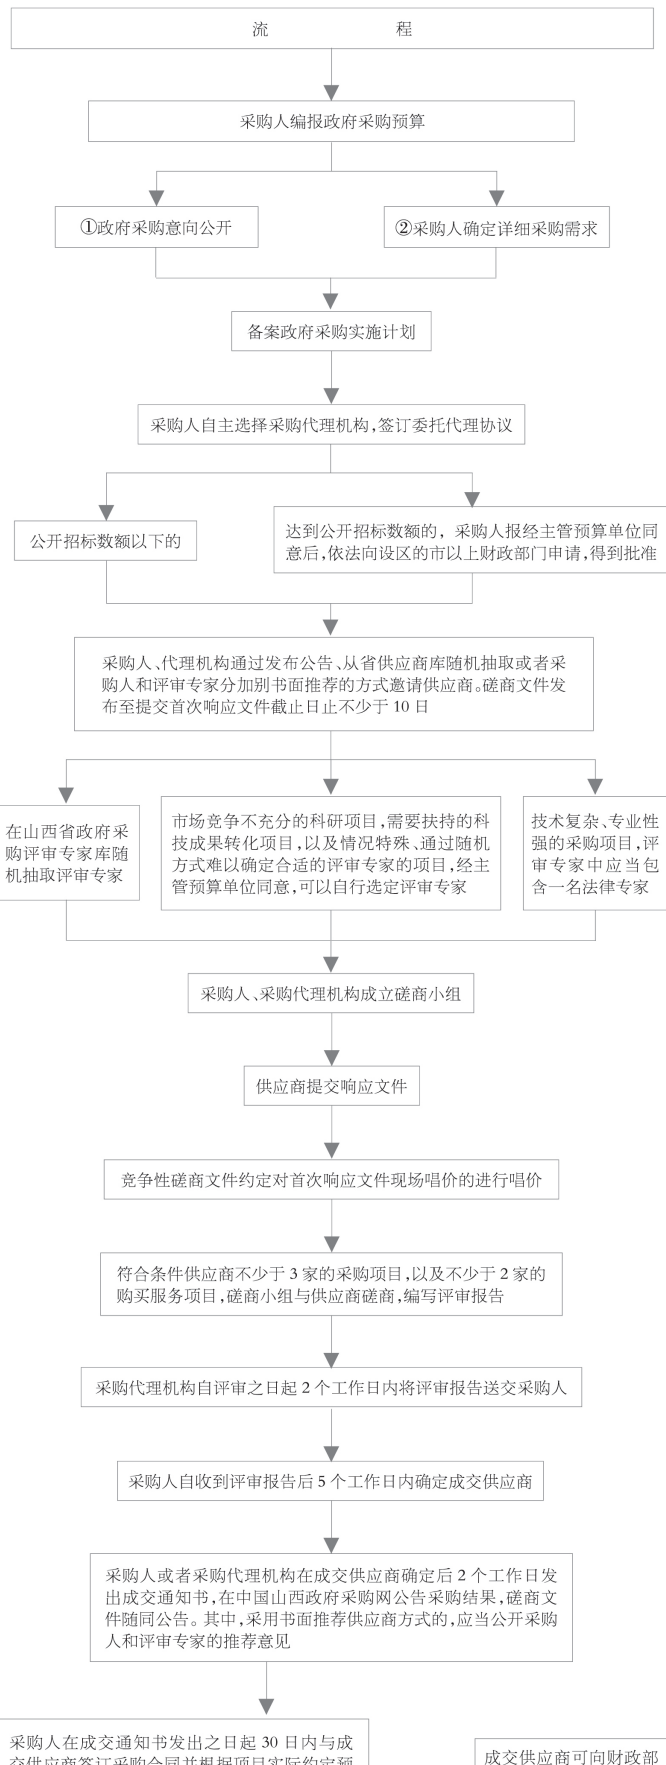 流 程
采购人编报政府采购预算
①政府采购意向公开
②采购人确定详细采购需求
备案政府采购实施计划
采购人自主选择采购代理机构,签订委托代理协议
公开招标数额以下的
达到公开招标数额的，采购人报经主管预算单位同
意后,依法向设区的市以上财政部门申请,得到批准
采购人、代理机构通过发布公告、从省供应商库随机抽取或者采
购人和评审专家分加别书面推荐的方式邀请供应商。磋商文件发
布至提交首次响应文件截止日止不少于 10 日
在山西省政府采
购评审专家库随
机抽取评审专家
市场竞争不充分的科研项目,需要扶持的科
技成果转化项目,以及情况特殊、通过随机
方式难以确定合适的评审专家的项目,经主
管预算单位同意,可以自行选定评审专家
技术复杂、专业性
强的采购项目,评
审专家中应当包
含一名法律专家
采购人、采购代理机构成立磋商小组
供应商提交响应文件
竞争性磋商文件约定对首次响应文件现场唱价的进行唱价
符合条件供应商不少于 3 家的采购项目,以及不少于 2 家的
购买服务项目,磋商小组与供应商磋商,编写评审报告
采购代理机构自评审之日起 2 个工作日内将评审报告送交采购人
采购人自收到评审报告后 5 个工作日内确定成交供应商
采购人或者采购代理机构在成交供应商确定后 2 个工作日发
出成交通知书,在中国山西政府采购网公告采购结果,磋商文
件随同公告。其中,采用书面推荐供应商方式的,应当公开采购
人和评审专家的推荐意见
采购人在成交通知书发出之日起 30 日内与成
交供应商签订采购合同并根据项目实际约定预
成交供应商可向财政部